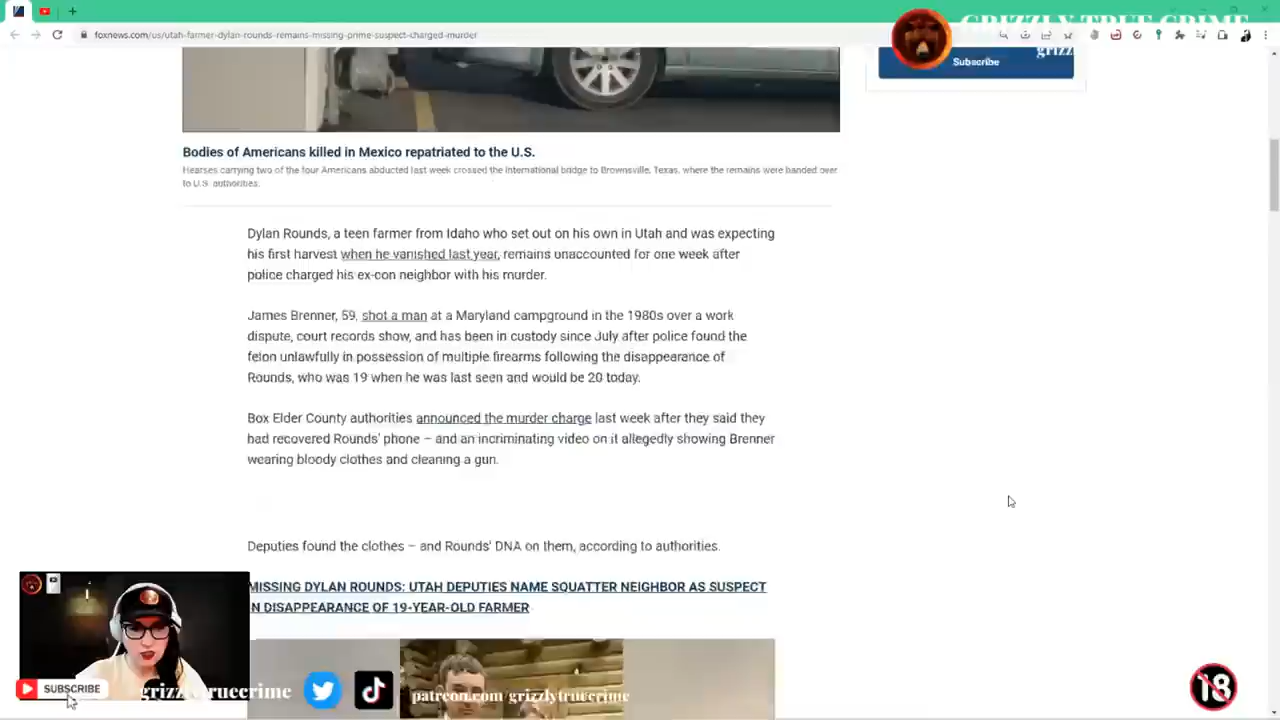 GRIZZLY TRUE CRIME
foxnews.com/us/utah-farmer-dylan-rounds-remains-missing-prime-suspect-charged-murder
grizz
Subscribe
Bodies of Americans killed in Mexico repatriated to the U.S.
Hearses carrying two of the four Americans abducted last week crossed the international bridge to Brownsville, Texas, where the remains were handed over
to U.S. authorities.
Dylan Rounds, a teen farmer from Idaho who set out on his own in Utah and was expecting
his first harvest when he vanished last year, remains unaccounted for one week after
police charged his ex-con neighbor with his murder.
James Brenner, 59, shot a man at a Maryland campground in the 1980s over a work
dispute, court records show, and has been in custody since July after police found the
felon unlawfully in possession of multiple firearms following the disappearance of
Rounds, who was 19 when he was last seen and would be 20 today.
Box Elder County authorities announced the murder charge last week after they said they
had recovered Rounds' phone – and an incriminating video on it allegedly showing Brenner
wearing bloody clothes and cleaning a gun.
Deputies found the clothes – and Rounds' DNA on them, according to authorities.
MISSING DYLAN ROUNDS: UTAH DEPUTIES NAME SQUATTER NEIGHBOR AS SUSPECT
N DISAPPEARANCE OF 19-YEAR-OLD FARMER
SUBSCRIBE
grizzlytruecrime
patreon.com/grizzlytruecrime
18